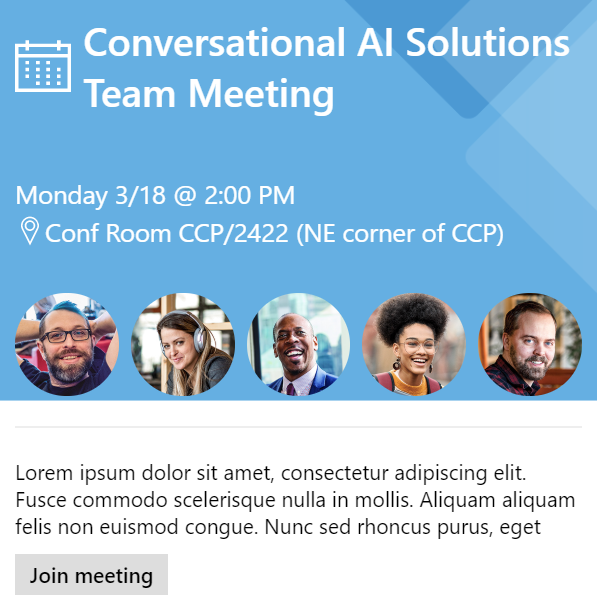 Conversational AI Solutions
Team Meeting
Monday 3/18 @ 2:00 PM
Conf Room CCP/2422 (NE corner of CCP)
Lorem ipsum dolor sit amet, consectetur adipiscing elit.
Fusce commodo scelerisque nulla in mollis. Aliquam aliquam
felis non euismod congue. Nunc sed rhoncus purus, eget
Join meeting